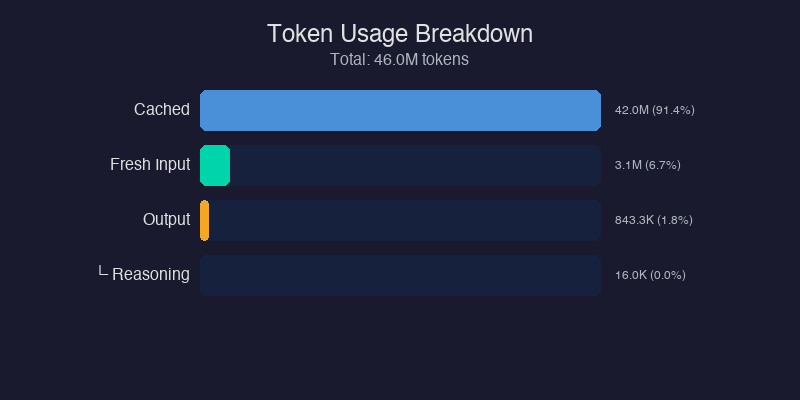 Token Usage Breakdown
Total: 46.0M tokens
Cached 42.0M (91.4%)
Fresh Input 3.1M (6.7%)
Output 843.3K (1.8%)
└ Reasoning 16.0K (0.0%)